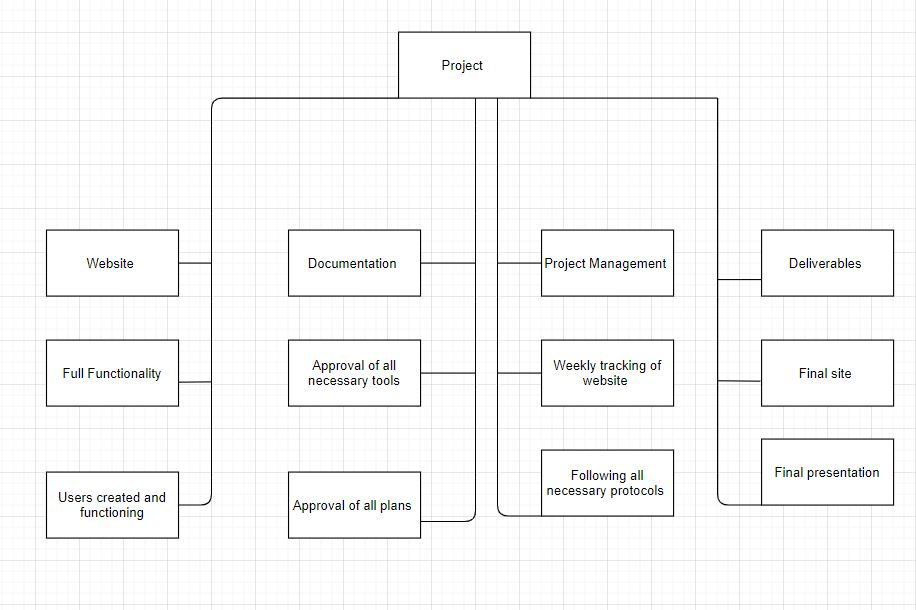 Project
Website
Documentation
Project Management
Deliverables
Full Functionality
Approval of all
necessary tools
Weekly tracking of
website
Final site
Users created and
functioning
Approval of all plans
Following all
necessary protocols
Final presentation